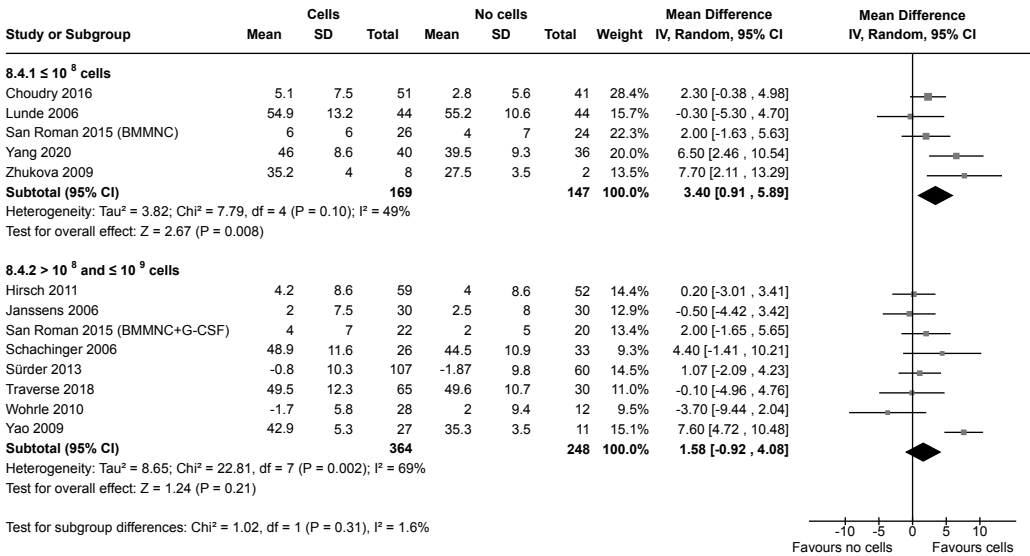 Cells No cells Mean Difference Mean Difference
Study or Subgroup Mean SD Total Mean SD Total Weight IV, Random, 95% CI IV, Random, 95% CI
8.4.1 ≤ 10 8 cells
Choudry 2016 5.1 7.5 51 2.8 5.6 41 28.4% 2.30 [-0.38 , 4.98]
Lunde 2006 54.9 13.2 44 55.2 10.6 44 15.7% -0.30 [-5.30 , 4.70]
San Roman 2015 (BMMNC) 6 6 26 4 7 24 22.3% 2.00 [-1.63 , 5.63]
Yang 2020 46 8.6 40 39.5 9.3 36 20.0% 6.50 [2.46 , 10.54]
Zhukova 2009 35.2 4 8 27.5 3.5 2 13.5% 7.70 [2.11 , 13.29]
Subtotal (95% CI) 169 147 100.0% 3.40 [0.91 , 5.89]
Heterogeneity: Tau² = 3.82; Chi² = 7.79, df = 4 (P = 0.10); I² = 49%
Test for overall effect: Z = 2.67 (P = 0.008)
8.4.2 > 10 8 and ≤ 10 9 cells
Hirsch 2011 4.2 8.6 59 4 8.6 52 14.4% 0.20 [-3.01 , 3.41]
Janssens 2006 2 7.5 30 2.5 8 30 11.9% -0.50 [-4.42 , 3.42]
San Roman 2015 (BMMNC+G-CSF) 4 7 22 2 5 20 13.4% 2.00 [-1.65 , 5.65]
Schachinger 2006 48.9 11.6 26 44.5 10.9 33 9.3% 4.40 [-1.41 , 10.21]
Sürder 2013 -0.8 10.3 107 -1.87 9.8 60 15.1% 1.07 [-2.09 , 4.23]
Traverse 2018 49.5 12.3 65 49.6 10.7 30 11.0% -0.10 [-4.96 , 4.76]
Wohrle 2010 -1.7 5.8 28 2 9.4 12 9.5% -3.70 [-9.44 , 2.04]
Yao 2009 42.9 5.3 27 35.3 3.5 11 15.1% 7.60 [4.72 , 10.48]
Subtotal (95% CI) 364 248 100.0% 1.58 [-0.92 , 4.08]
Heterogeneity: Tau² = 8.65; Chi² = 22.81, df = 7 (P = 0.002); I² = 69%
Test for overall effect: Z = 1.24 (P = 0.21)
Test for subgroup differences: Chi² = 1.02, df = 1 (P = 0.31), I² = 1.6%
-10 -5 0 5 10
Favours no cells Favours cells